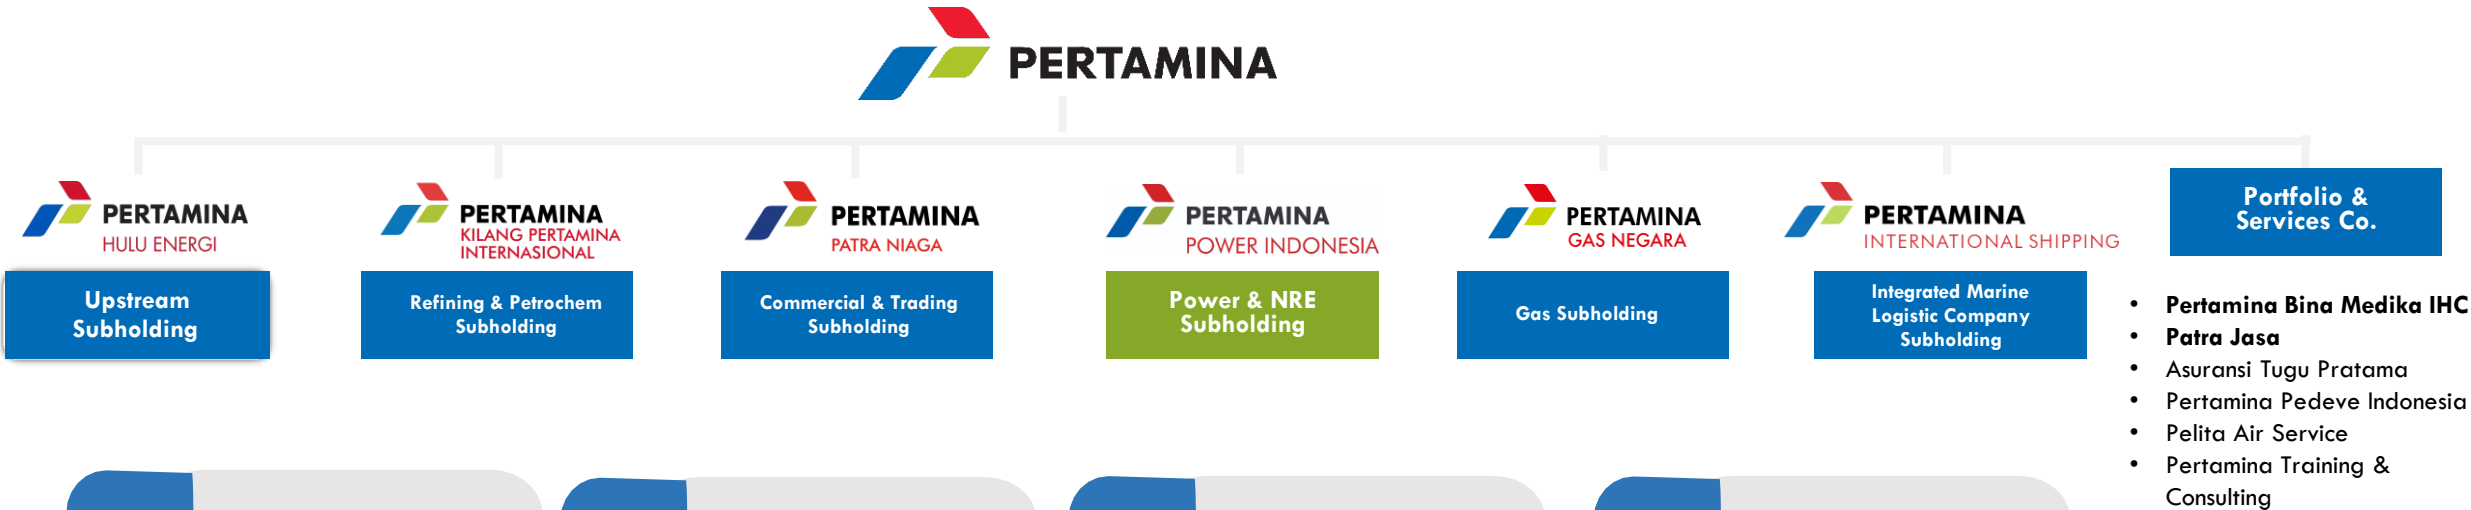 PERTAMINA
PERTAMINA
HULU ENERGI
Upstream
Subholding
PERTAMINA
KILANG PERTAMINA
INTERNASIONAL
Refining & Petrochem
Subholding
PERTAMINA
PATRA NIAGA
Commercial & Trading
Subholding
PERTAMINA
POWER INDONESIA
Power & NRE
Subholding
PERTAMINA
GAS NEGARA
Gas Subholding
PERTAMINA
INTERNATIONAL SHIPPING
Integrated Marine
Logistic Company
Subholding
Portfolio &
Services Co.
• Pertamina Bina Medika IHC
• Patra Jasa
• Asuransi Tugu Pratama
• Pertamina Pedeve Indonesia
• Pelita Air Service
• Pertamina Training &
Consulting